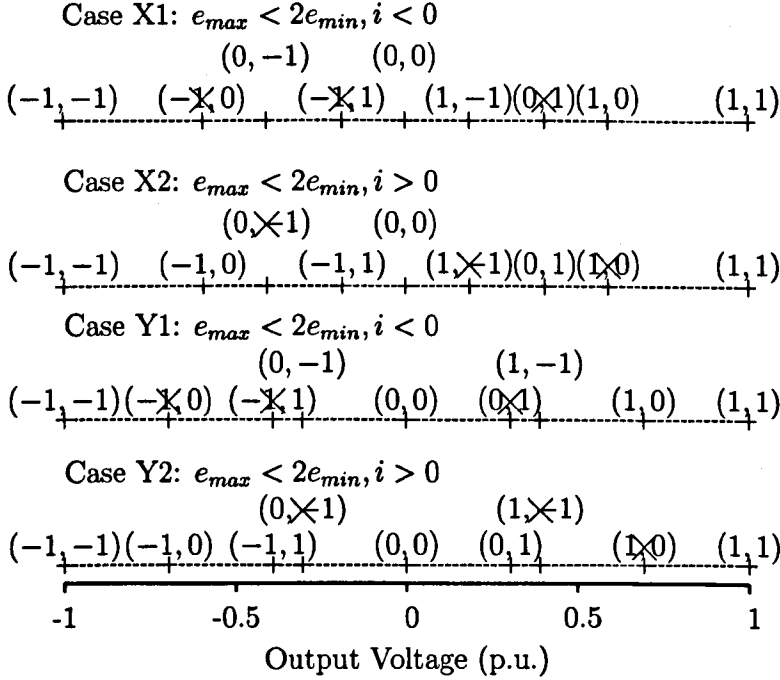 Case X1: e_max < 2e_min, i < 0
(0, −1) (0, 0)
(−1, −1) (−1, 0) (−1, 1) (1, −1) (0, 1) (1, 0) (1, 1)
Case X2: e_max < 2e_min, i > 0
(0, −1) (0, 0)
(−1, −1) (−1, 0) (−1, 1) (1, −1) (0, 1) (1, 0) (1, 1)
Case Y1: e_max < 2e_min, i < 0
(0, −1) (1, −1)
(−1, −1) (−1, 0) (−1, 1) (0, 0) (0, 1) (1, 0) (1, 1)
Case Y2: e_max < 2e_min, i > 0
(0, −1) (1, −1)
(−1, −1) (−1, 0) (−1, 1) (0, 0) (0, 1) (1, 0) (1, 1)
-1 -0.5 0 0.5 1
Output Voltage (p.u.)